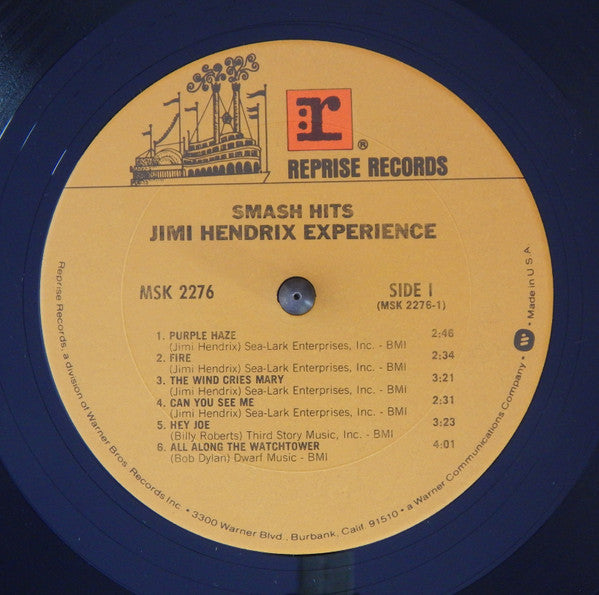 r®
REPRISE RECORDS
SMASH HITS
JIMI HENDRIX EXPERIENCE
MSK 2276
SIDE 1
(MSK 2276-1)
1. PURPLE HAZE 2:46
(Jimi Hendrix) Sea-Lark Enterprises, Inc. - BMI
2. FIRE 2:34
(Jimi Hendrix) Sea-Lark Enterprises, Inc. - BMI
3. THE WIND CRIES MARY 3:21
(Jimi Hendrix) Sea-Lark Enterprises, Inc. - BMI
4. CAN YOU SEE ME 2:31
(Jimi Hendrix) Sea-Lark Enterprises, Inc. - BMI
5. HEY JOE 3:23
(Billy Roberts) Third Story Music, Inc. - BMI
6. ALL ALONG THE WATCHTOWER 4:01
(Bob Dylan) Dwarf Music - BMI
Reprise Records, a division of Warner Bros. Records Inc. • 3300 Warner Blvd., Burbank, Calif. 91510 • a Warner Communications Company • W • Made in U.S.A.